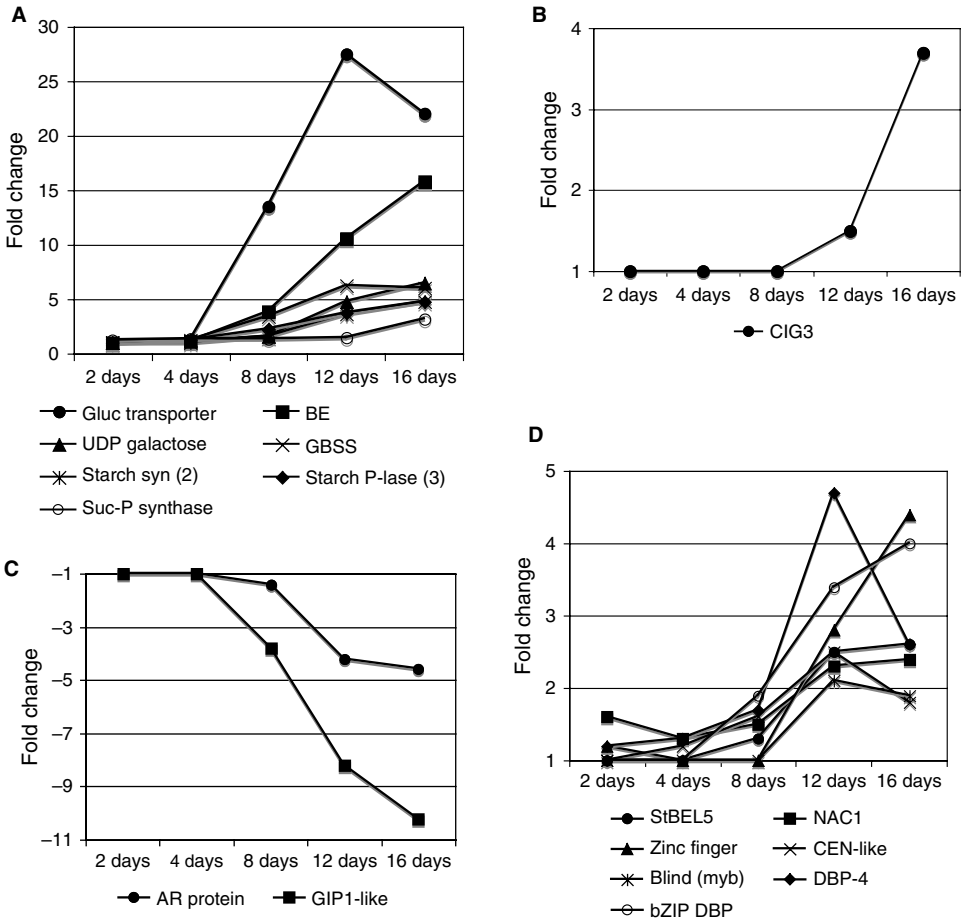 A
Fold change
30
25
20
15
10
5
0
2 days 4 days 8 days 12 days 16 days
Gluc transporter BE
UDP galactose GBSS
Starch syn (2) Starch P-lase (3)
Suc-P synthase
B
Fold change
4
3
2
1
2 days 4 days 8 days 12 days 16 days
CIG3
C
Fold change
−1
−3
−5
−7
−9
−11
2 days 4 days 8 days 12 days 16 days
AR protein GIP1-like
D
Fold change
5
4
3
2
1
2 days 4 days 8 days 12 days 16 days
StBEL5 NAC1
Zinc finger CEN-like
Blind (myb) DBP-4
bZIP DBP